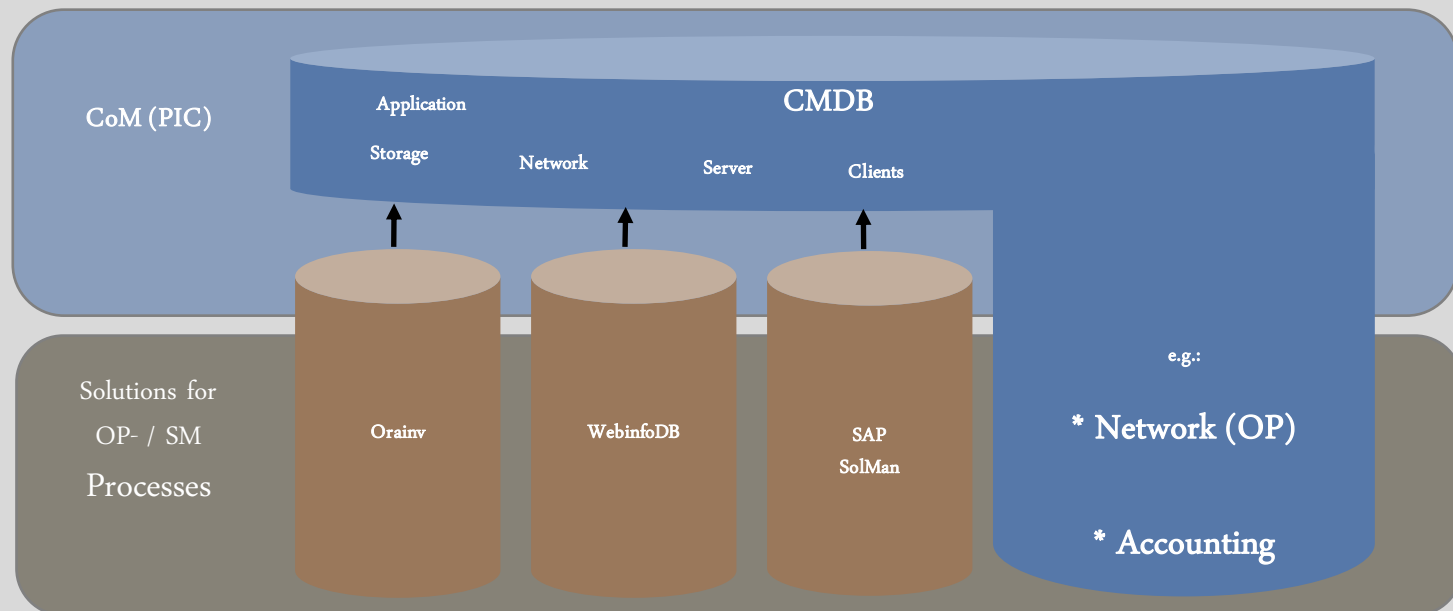 CoM (PIC)
Application
CMDB
Storage
Network
Server
Clients
Solutions for
OP- / SM
Processes
Orainv
WebinfoDB
SAP
SolMan
e.g.:
* Network (OP)
* Accounting